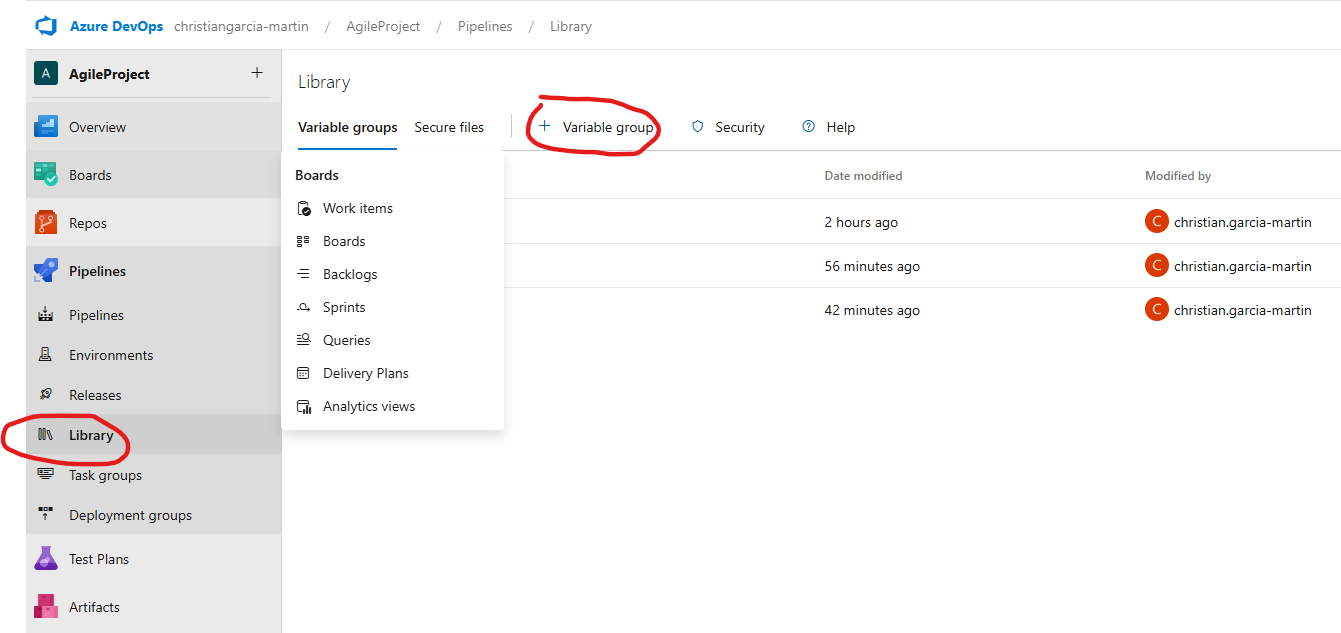 Azure DevOps christiangarcia-martin / AgileProject / Pipelines / Library
A AgileProject +
Overview
Boards
Repos
Pipelines
Pipelines
Environments
Releases
Library
Task groups
Deployment groups
Test Plans
Artifacts
Library
Variable groups Secure files + Variable group Security ? Help
Boards
Work items
Boards
Backlogs
Sprints
Queries
Delivery Plans
Analytics views
Date modified Modified by
2 hours ago C christian.garcia-martin
56 minutes ago C christian.garcia-martin
42 minutes ago C christian.garcia-martin